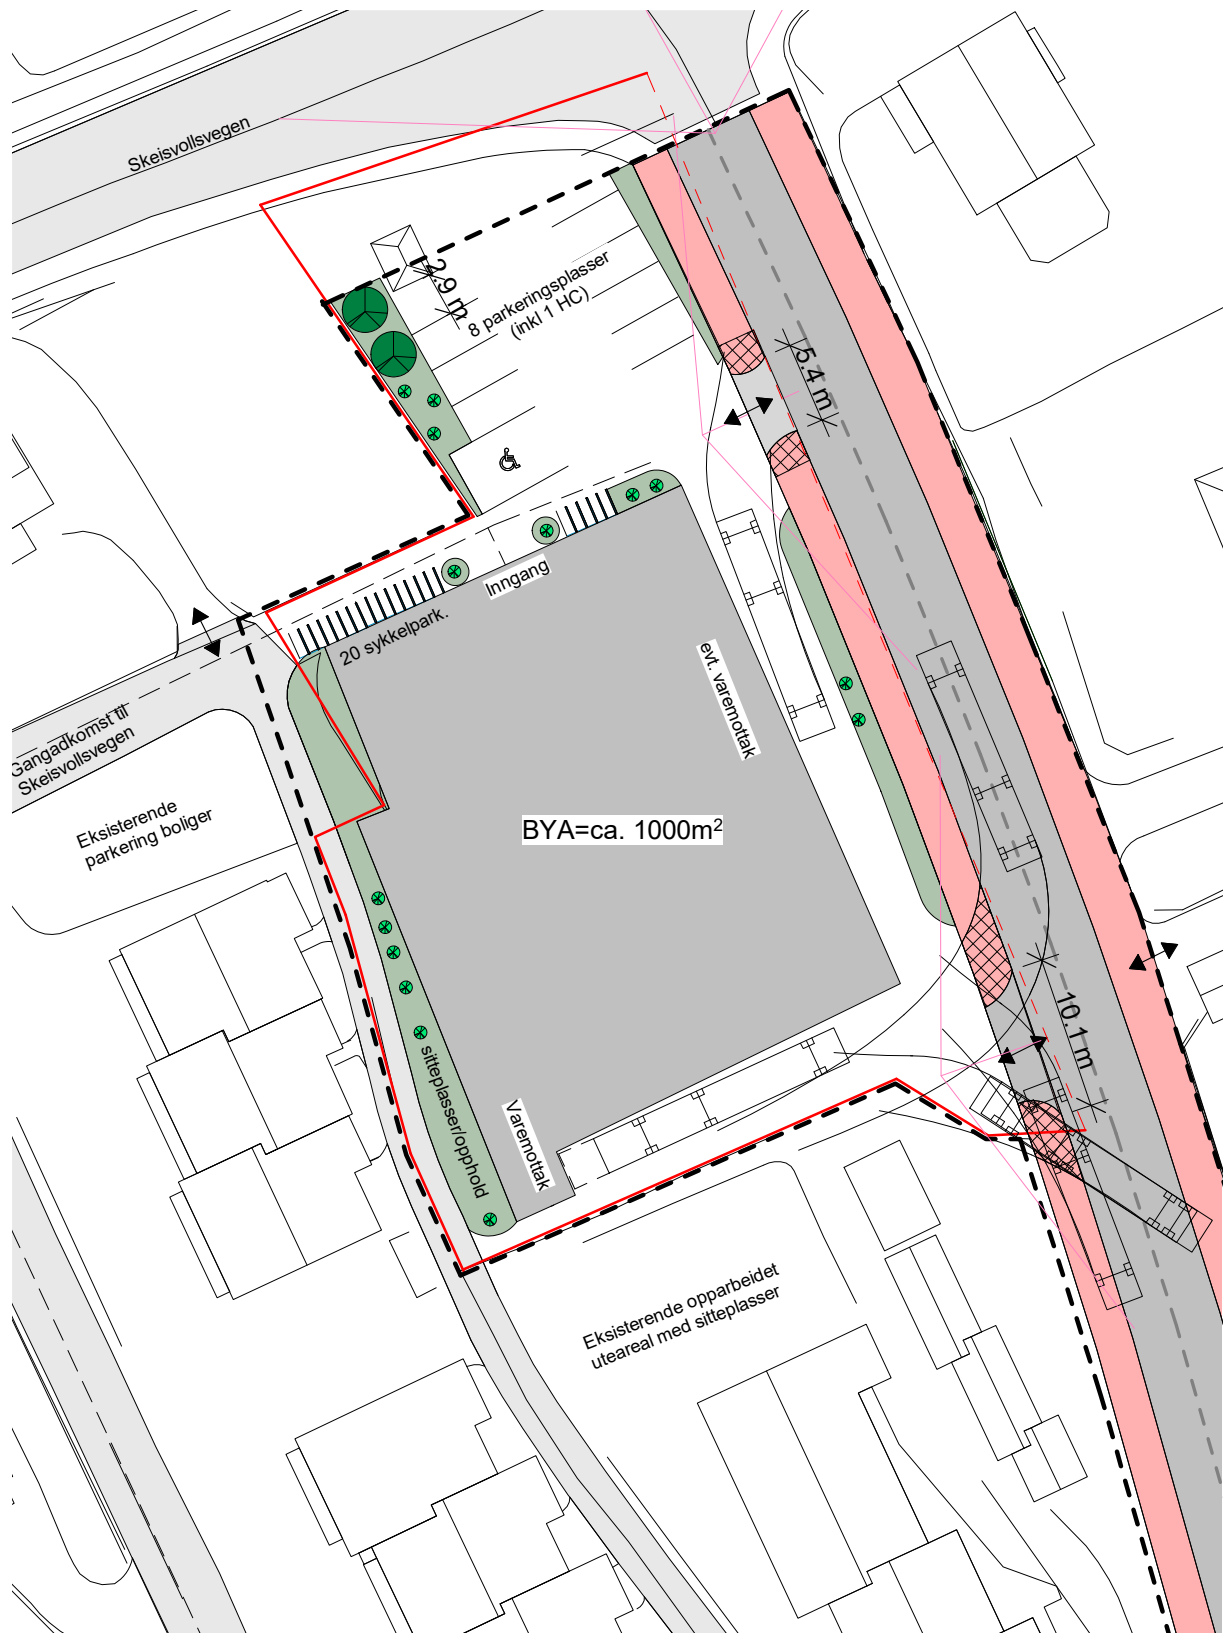 Skeisvollsvegen
2.9 m
8 parkeringsplasser
(inkl 1 HC)
5.4 m
Inngang
20 sykkelpark.
evt. varemottak
Gangadkomst til
Skeisvollsvegen
Eksisterende
parkering boliger
BYA=ca. 1000m²
10.1 m
sitteplasser/opphold
Varemottak
Eksisterende opparbeidet
uteareal med sitteplasser